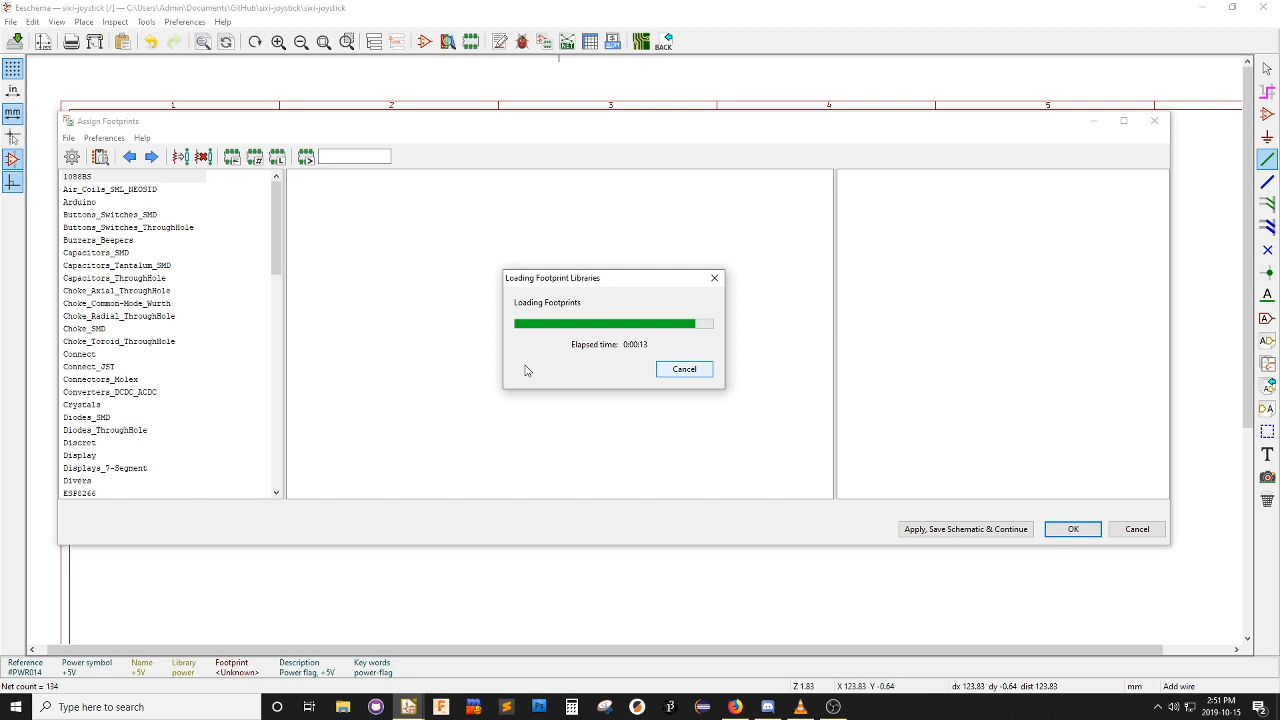 Eeschema — sixi-joystick [/] — C:\Users\Admin\Documents\GitHub\sixi-joystick\sixi-joystick
File Edit View Place Inspect Tools Preferences Help
NET
BOM
BACK
in
mm
1 2 3 4 5
Assign Footprints
File Preferences Help
1088BS
Air_Coils_SML_NEOSID
Arduino
Buttons_Switches_SMD
Buttons_Switches_ThroughHole
Buzzers_Beepers
Capacitors_SMD
Capacitors_Tantalum_SMD
Capacitors_ThroughHole
Choke_Axial_ThroughHole
Choke_Common-Mode_Wurth
Choke_Radial_ThroughHole
Choke_SMD
Choke_Toroid_ThroughHole
Connect
Connect_JST
Connectors_Molex
Converters_DCDC_ACDC
Crystals
Diodes_SMD
Diodes_ThroughHole
Discret
Display
Displays_7-Segment
Divers
ESP8266
Loading Footprint Libraries
Loading Footprints
Elapsed time: 0:00:13
Cancel
Apply, Save Schematic & Continue OK Cancel
Reference Power symbol Name Library Footprint Description Key words
#PWR014 +5V +5V power <Unknown> Power flag, +5V power-flag
Net count = 134 Z 1.83 X 123.83 Y -0.64 dx 123.83 dy -0.64 dist 123.83 mm Add wire
Type here to search
2:51 PM
2019-10-15